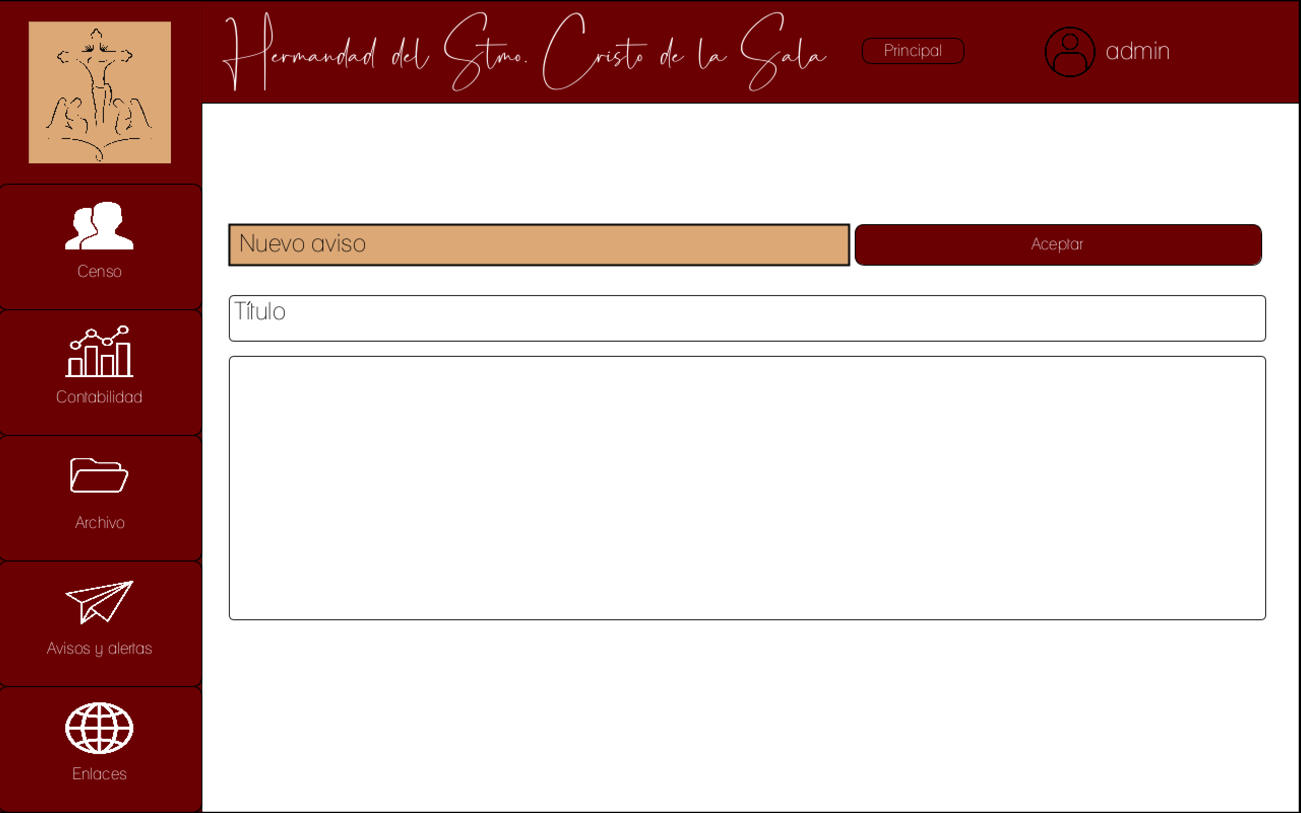 Hermandad del Stmo. Cristo de la Sala
Principal
admin
Censo
Contabilidad
Archivo
Avisos y alertas
Enlaces
Nuevo aviso
Aceptar
Título